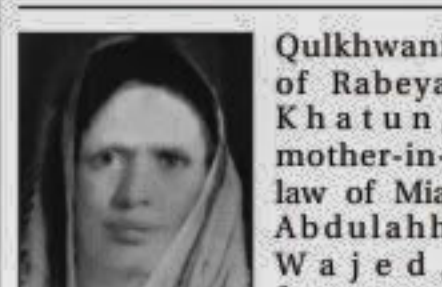 Qulkhwani
of Rabeya
Khatun
mother-in-
law of Mia
Abdulahh
Wajed